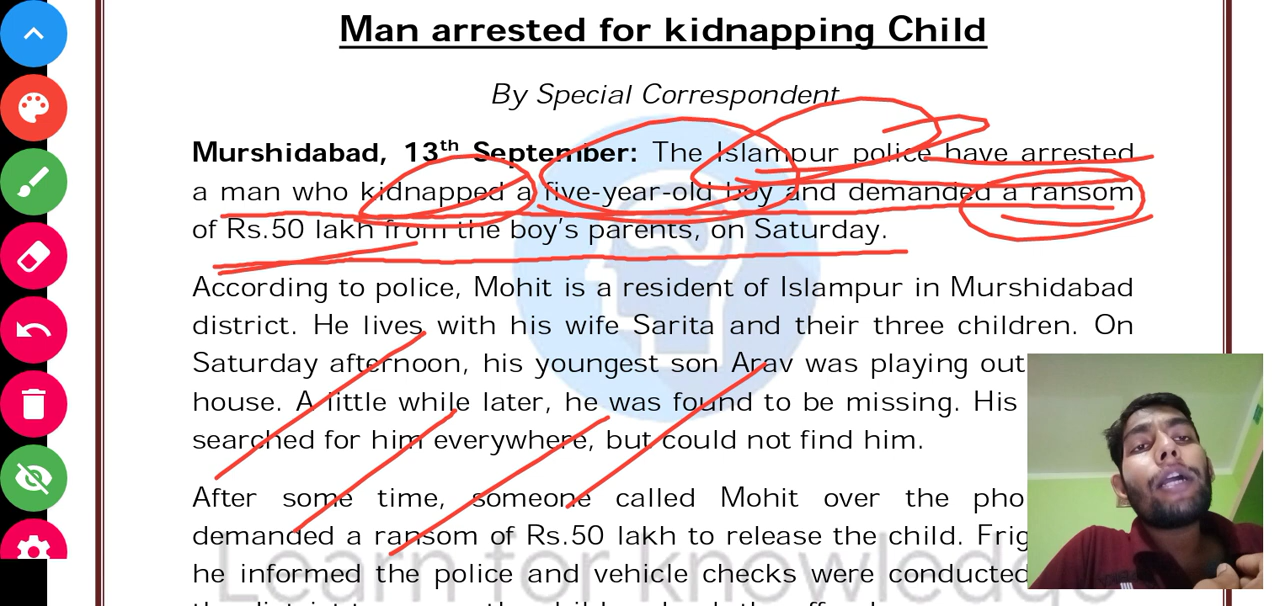 Man arrested for kidnapping Child
By Special Correspondent
Murshidabad, 13th September: The Islampur police have arrested
a man who kidnapped a five-year-old boy and demanded a ransom
of Rs.50 lakh from the boy's parents, on Saturday.
According to police, Mohit is a resident of Islampur in Murshidabad
district. He lives with his wife Sarita and their three children. On
Saturday afternoon, his youngest son Arav was playing out
house. A little while later, he was found to be missing. His
searched for him everywhere, but could not find him.
After some time, someone called Mohit over the pho
demanded a ransom of Rs.50 lakh to release the child. Frig
Learn for knowledge
he informed the police and vehicle checks were conducted